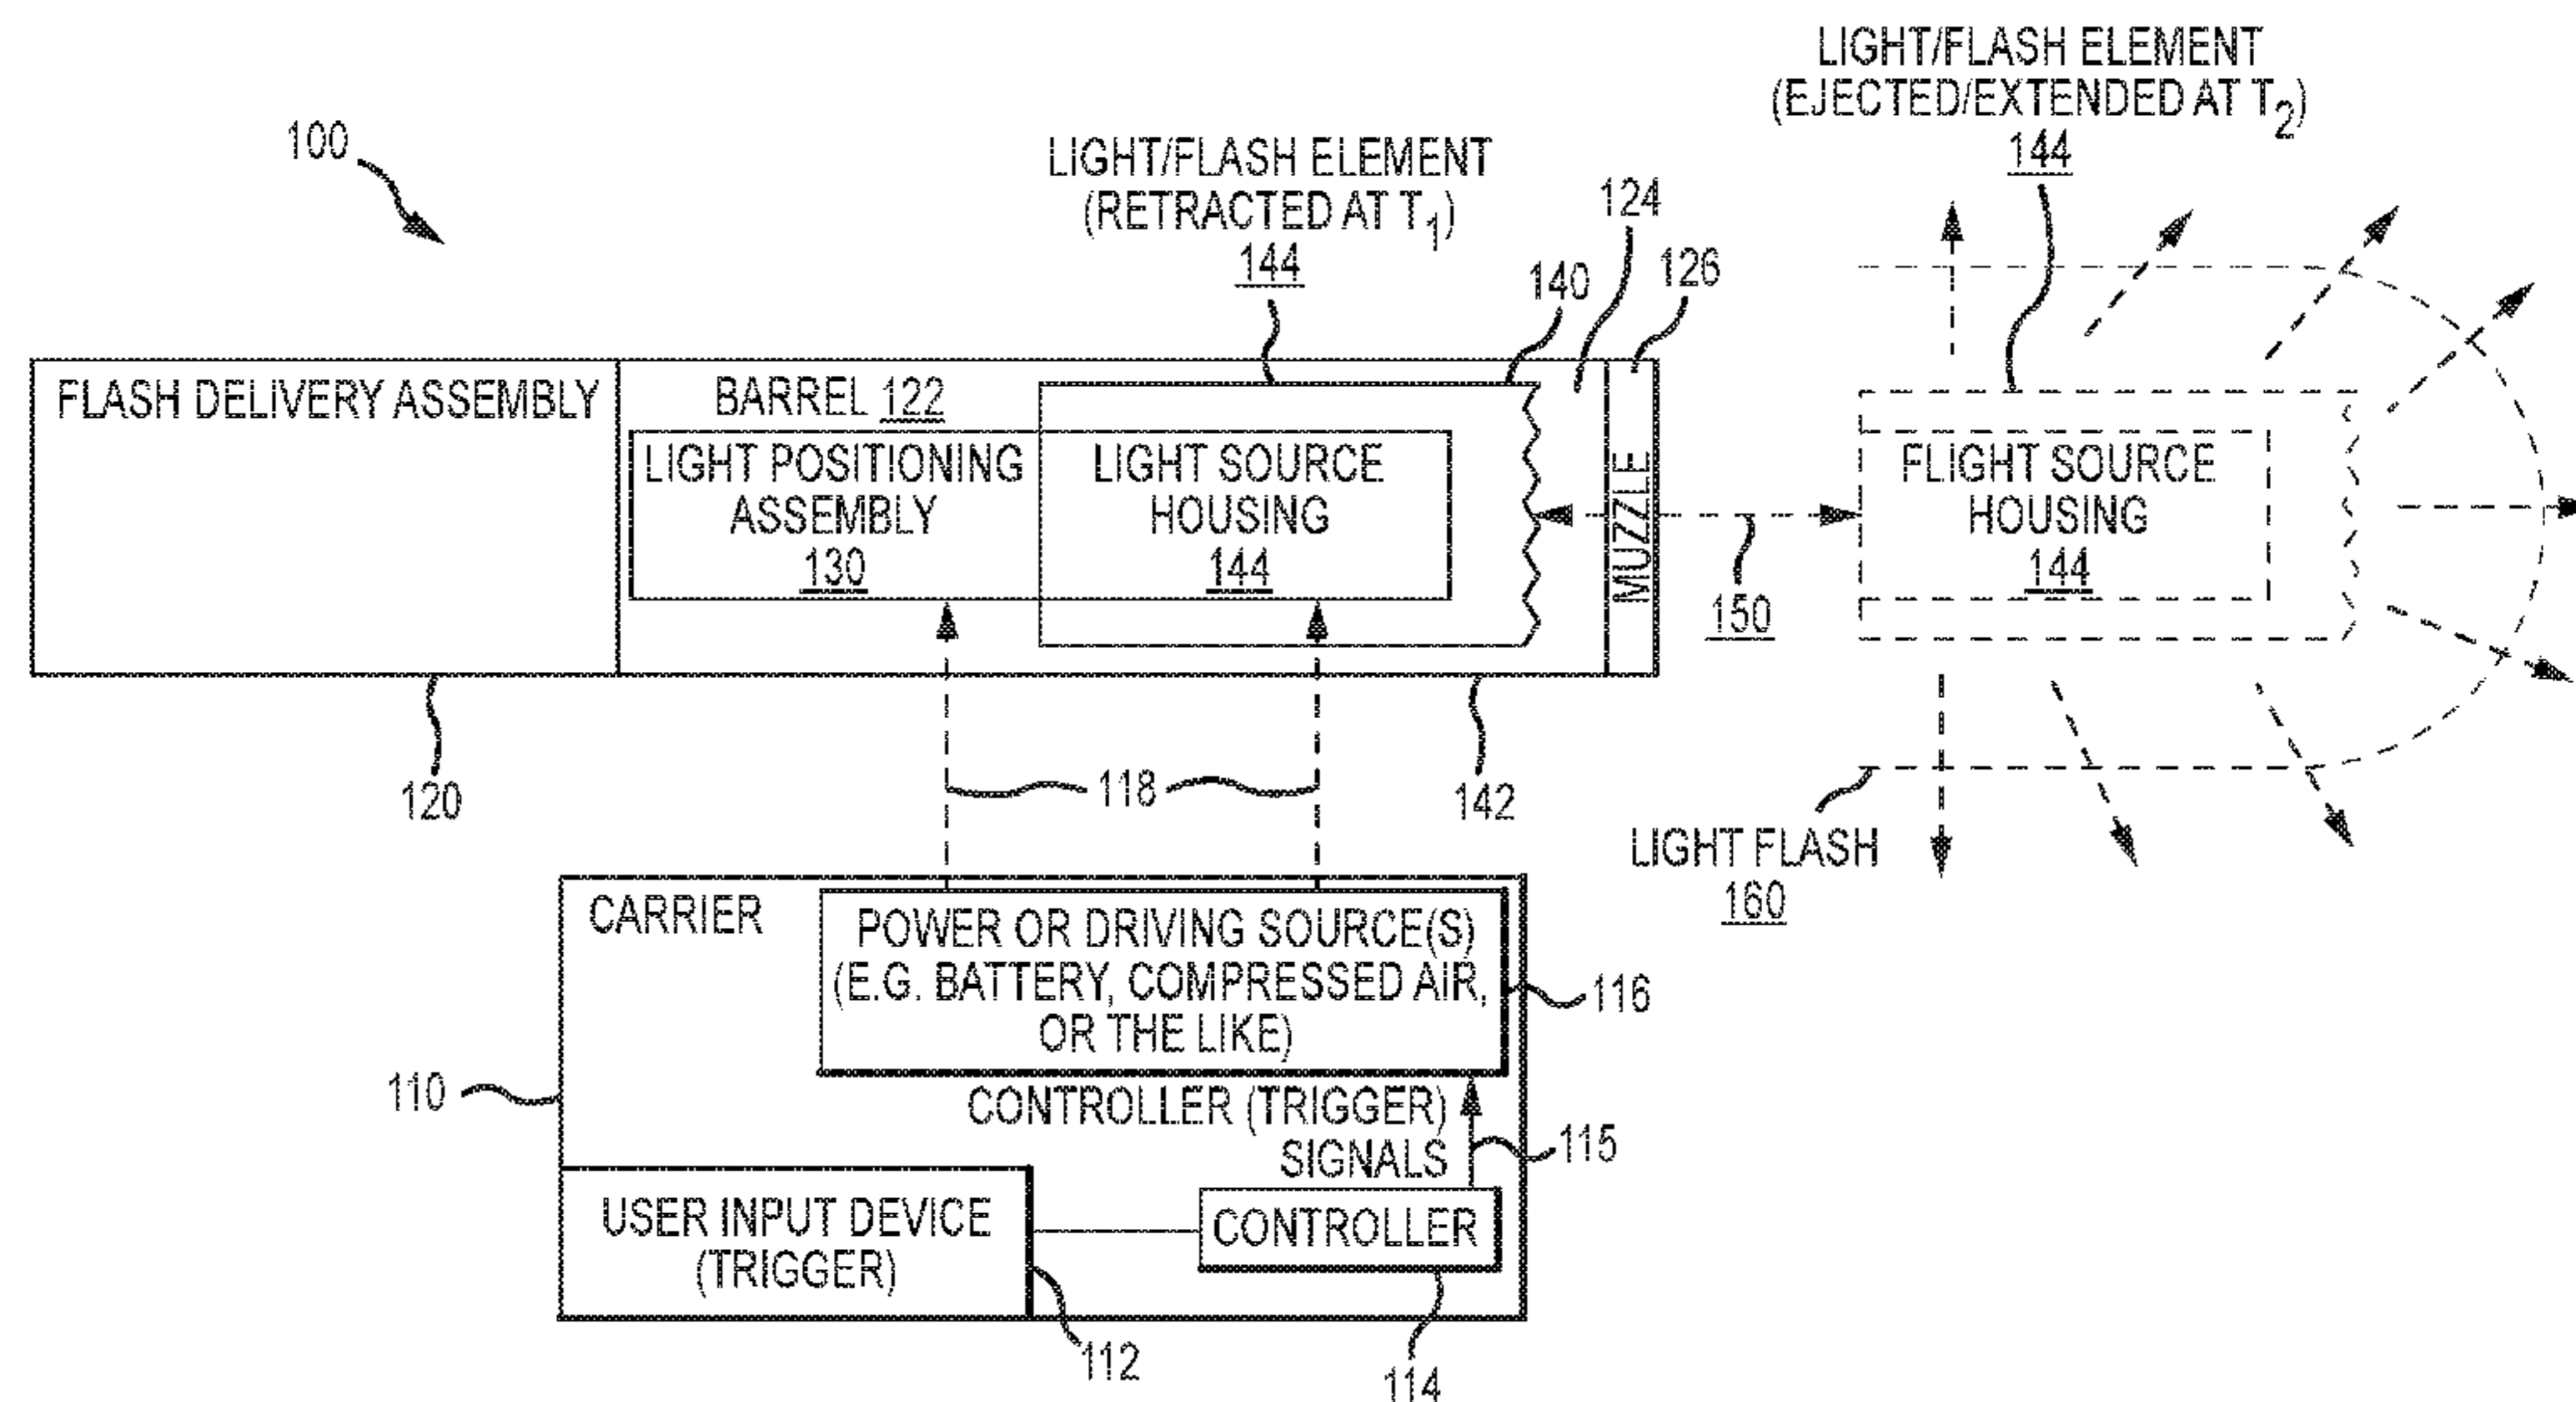 100
LIGHT/FLASH ELEMENT
(RETRACTED AT T1)
144
140
124
126
LIGHT/FLASH ELEMENT
(EJECTED/EXTENDED AT T2)
144
FLASH DELIVERY ASSEMBLY
BARREL 122
LIGHT POSITIONING
ASSEMBLY
130
LIGHT SOURCE
HOUSING
144
MUZZLE
150
FLIGHT SOURCE
HOUSING
144
120
118
142
LIGHT FLASH
160
CARRIER
POWER OR DRIVING SOURCE(S)
(E.G. BATTERY, COMPRESSED AIR,
OR THE LIKE)
116
110
CONTROLLER (TRIGGER)
SIGNALS
115
USER INPUT DEVICE
(TRIGGER)
CONTROLLER
112
114